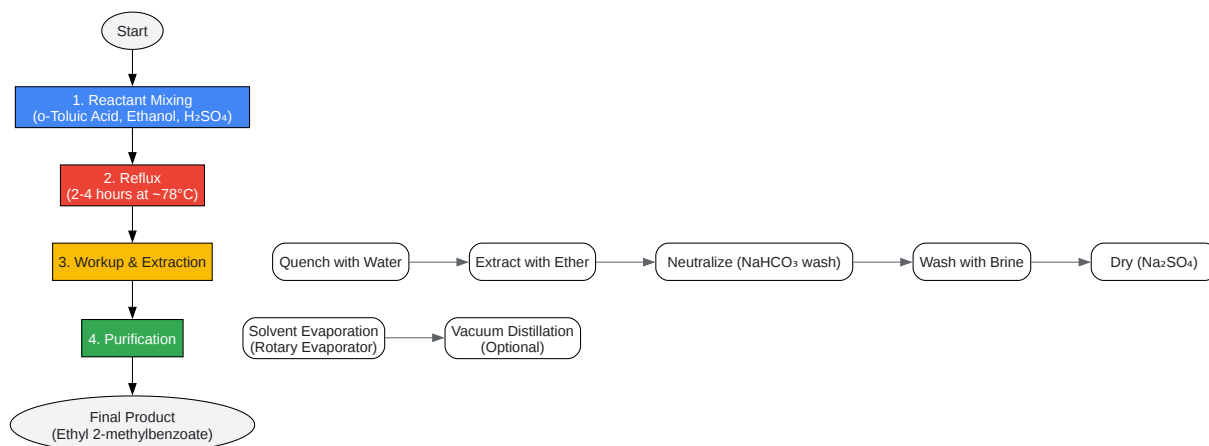 Start
1. Reactant Mixing
(o-Toluic Acid, Ethanol, H₂SO₄)
2. Reflux
(2-4 hours at ~78°C)
3. Workup & Extraction
Quench with Water
Extract with Ether
Neutralize (NaHCO₃ wash)
Wash with Brine
Dry (Na₂SO₄)
4. Purification
Solvent Evaporation
(Rotary Evaporator)
Vacuum Distillation
(Optional)
Final Product
(Ethyl 2-methylbenzoate)